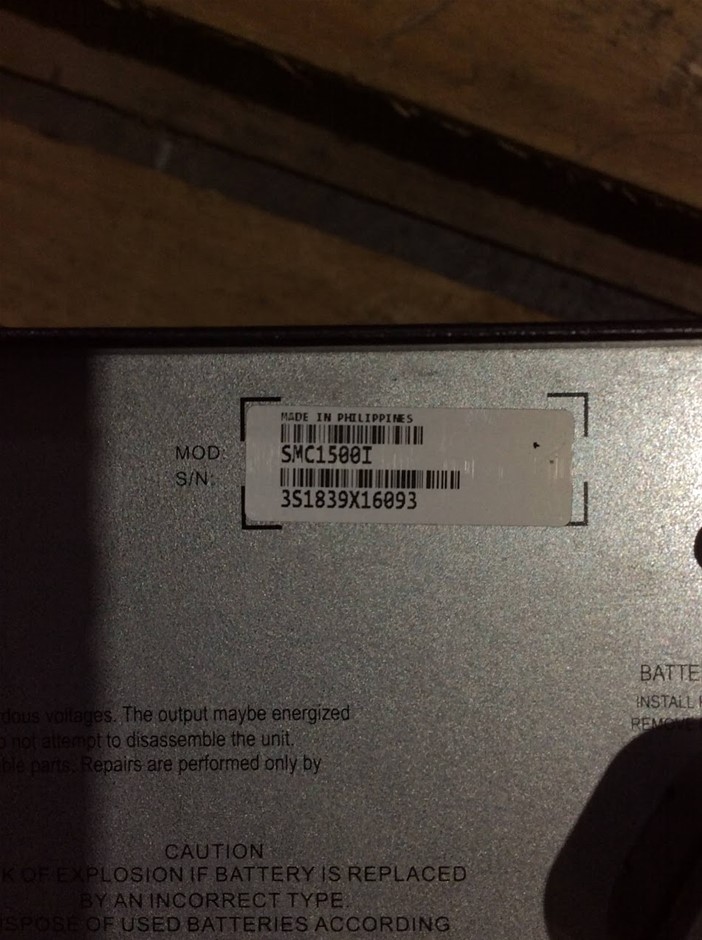 MADE IN PHILIPPINES
MOD: SMC1500I
S/N: 3S1839X16093
BATTE
INSTALL
REMOVE
dous voltages. The output maybe energized
o not attempt to disassemble the unit.
ble parts. Repairs are performed only by
CAUTION
K OF EXPLOSION IF BATTERY IS REPLACED
BY AN INCORRECT TYPE.
ISPOSE OF USED BATTERIES ACCORDING